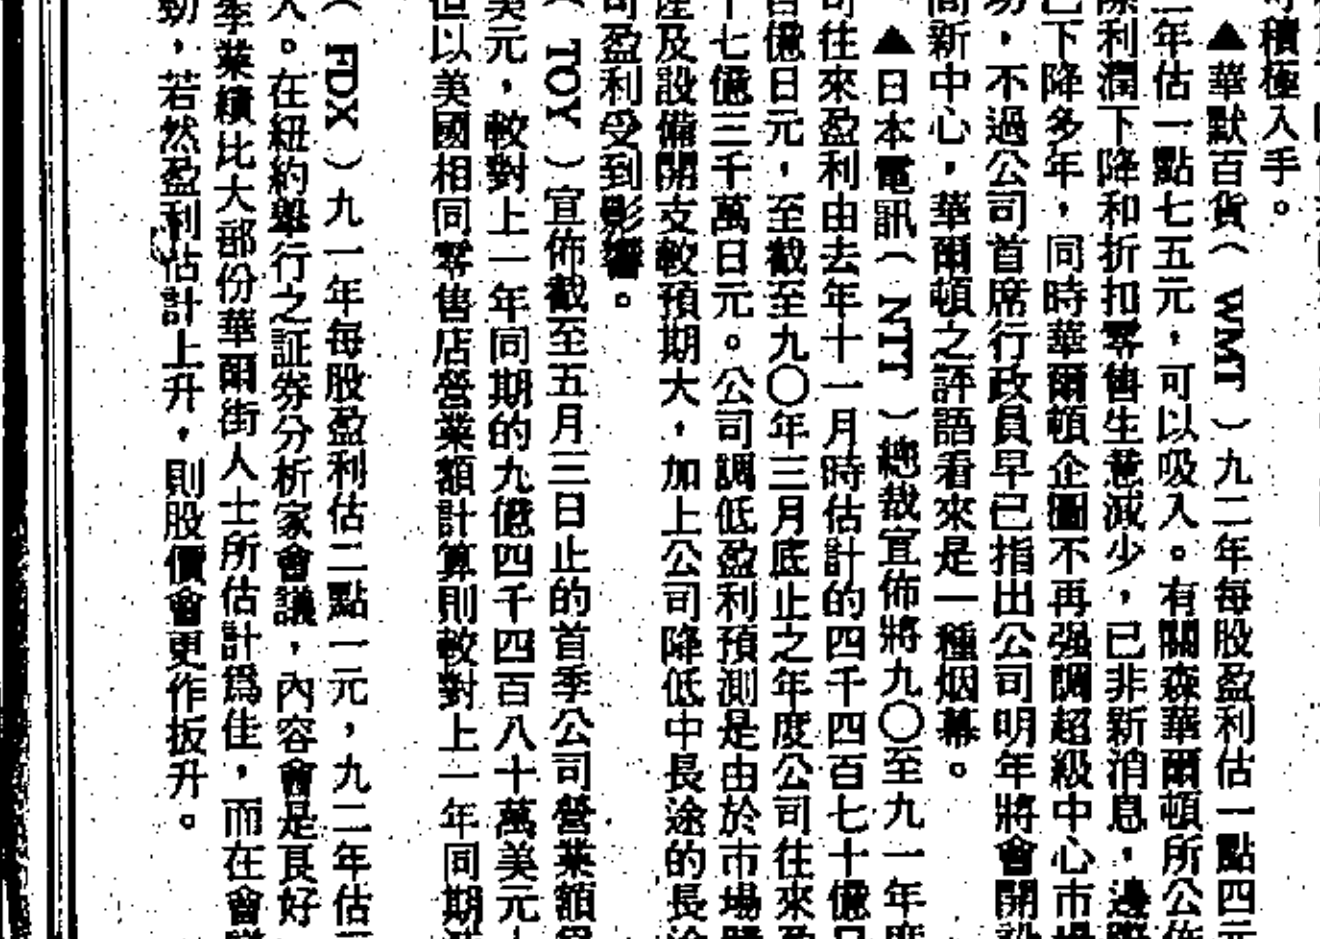 積極入手。
▲華默百貨（WMT）九二年每股盈利估一點四元
年估一點七五元，可以吸入。有關森華爾頓所公佈
利潤下降和折扣零售生意減少，已非新消息，邊際
下降多年，同時華爾頓企圖不再强調超級中心市場
，不過公司首席行政員早已指出公司明年將會開設
新中心，華爾頓之評語看來是一種烟幕。
▲日本電訊（NTT）總裁宣佈將九〇至九一年度
往來盈利由去年十一月時估計的四千四百七十億日
億日元，至截至九〇年三月底止之年度公司往來盈
十七億三千萬日元。公司調低盈利預測是由於市場
產及設備開支較預期大，加上公司降低中長途的長途
司盈利受到影響。
（TOY）宣佈截至五月三日止的首季公司營業額
美元，較對上一年同期的九億四千四百八十萬美元
但以美國相同零售店營業額計算則較對上一年同期
（FDX）九一年每股盈利估二點一元，九二年估
人。在紐約舉行之証券分析家會議，內容會是良好
季業績比大部份華爾街人士所估計爲佳，而在會
勁，若然盈利估計上升，則股價會更作扳升。